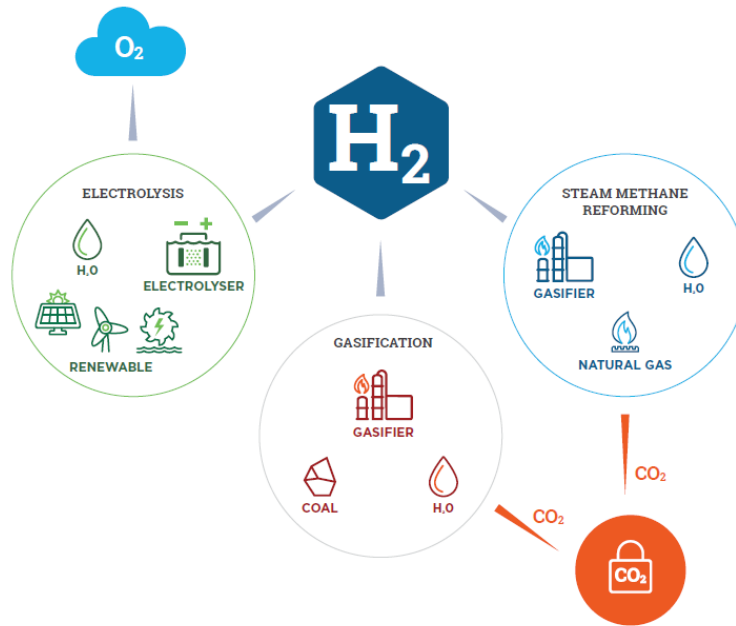 O₂
H₂
ELECTROLYSIS
H₂O
ELECTROLYSER
RENEWABLE
STEAM METHANE
REFORMING
GASIFIER
H₂O
NATURAL GAS
GASIFICATION
GASIFIER
COAL
H₂O
CO₂
CO₂
CO₂